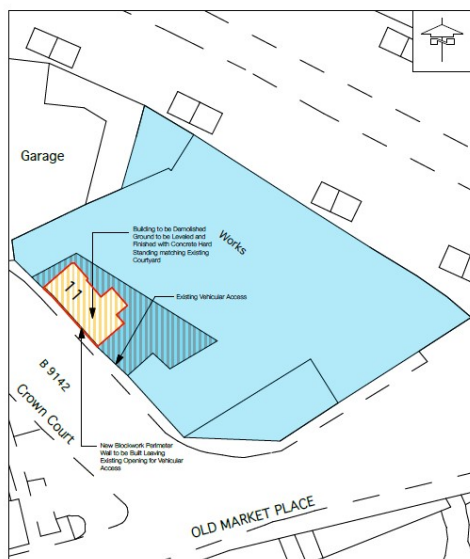 Garage
Building to be Demolished
Ground to be Leveled and
Finished with Concrete Hard
Standing matching Existing
Courtyard
Works
11
Existing Vehicular Access
B 9142
Crown Court
New Blockwork Perimeter
Wall to be Built Leaving
Existing Opening for Vehicular
Access
OLD MARKET PLACE